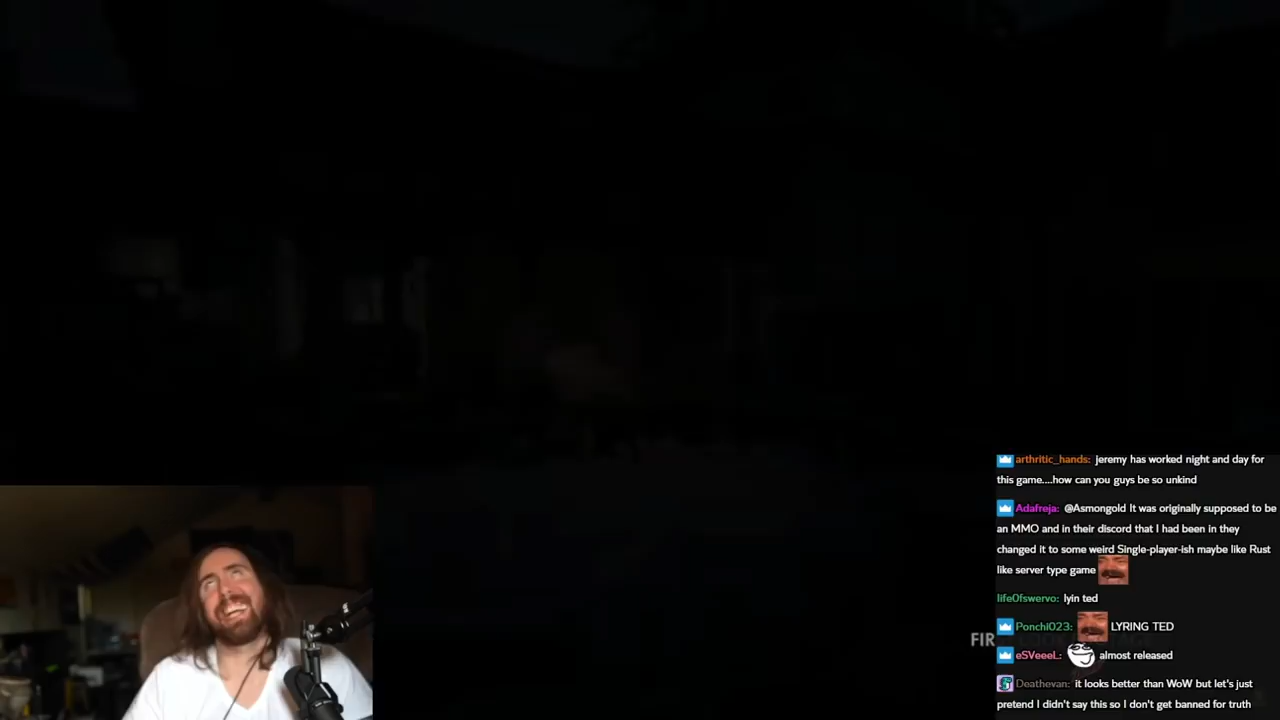 arthritic_hands: jeremy has worked night and day for
this game....how can you guys be so unkind
Adafreja: @Asmongold It was originally supposed to be
an MMO and in their discord that I had been in they
changed it to some weird Single-player-ish maybe like Rust
like server type game
lifeOfswervo: lyin ted
Ponchi023: LYRING TED
FIR
eSVeeeL: almost released
Deathevan: it looks better than WoW but let's just
pretend I didn't say this so I don't get banned for truth